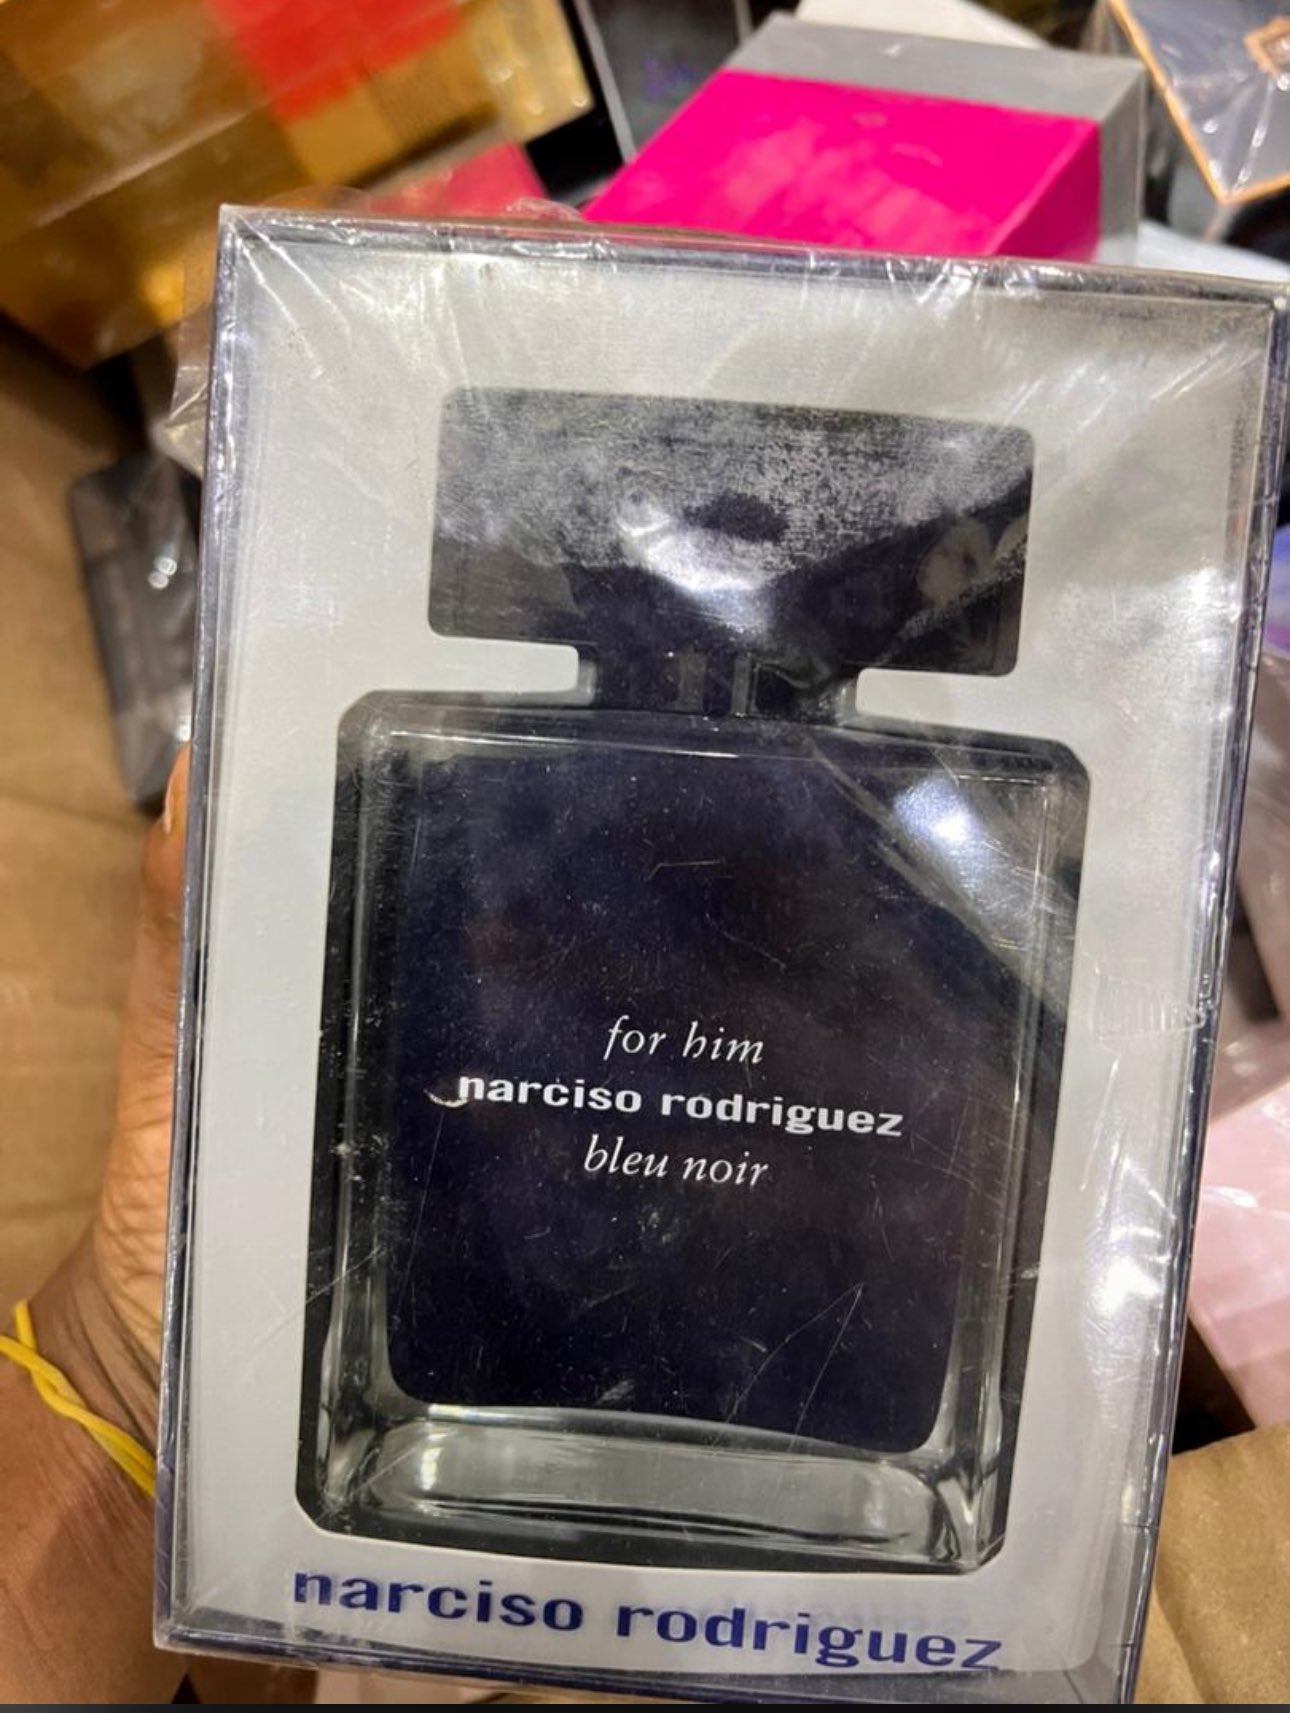 for him
narciso rodriguez
bleu noir
narciso rodriguez